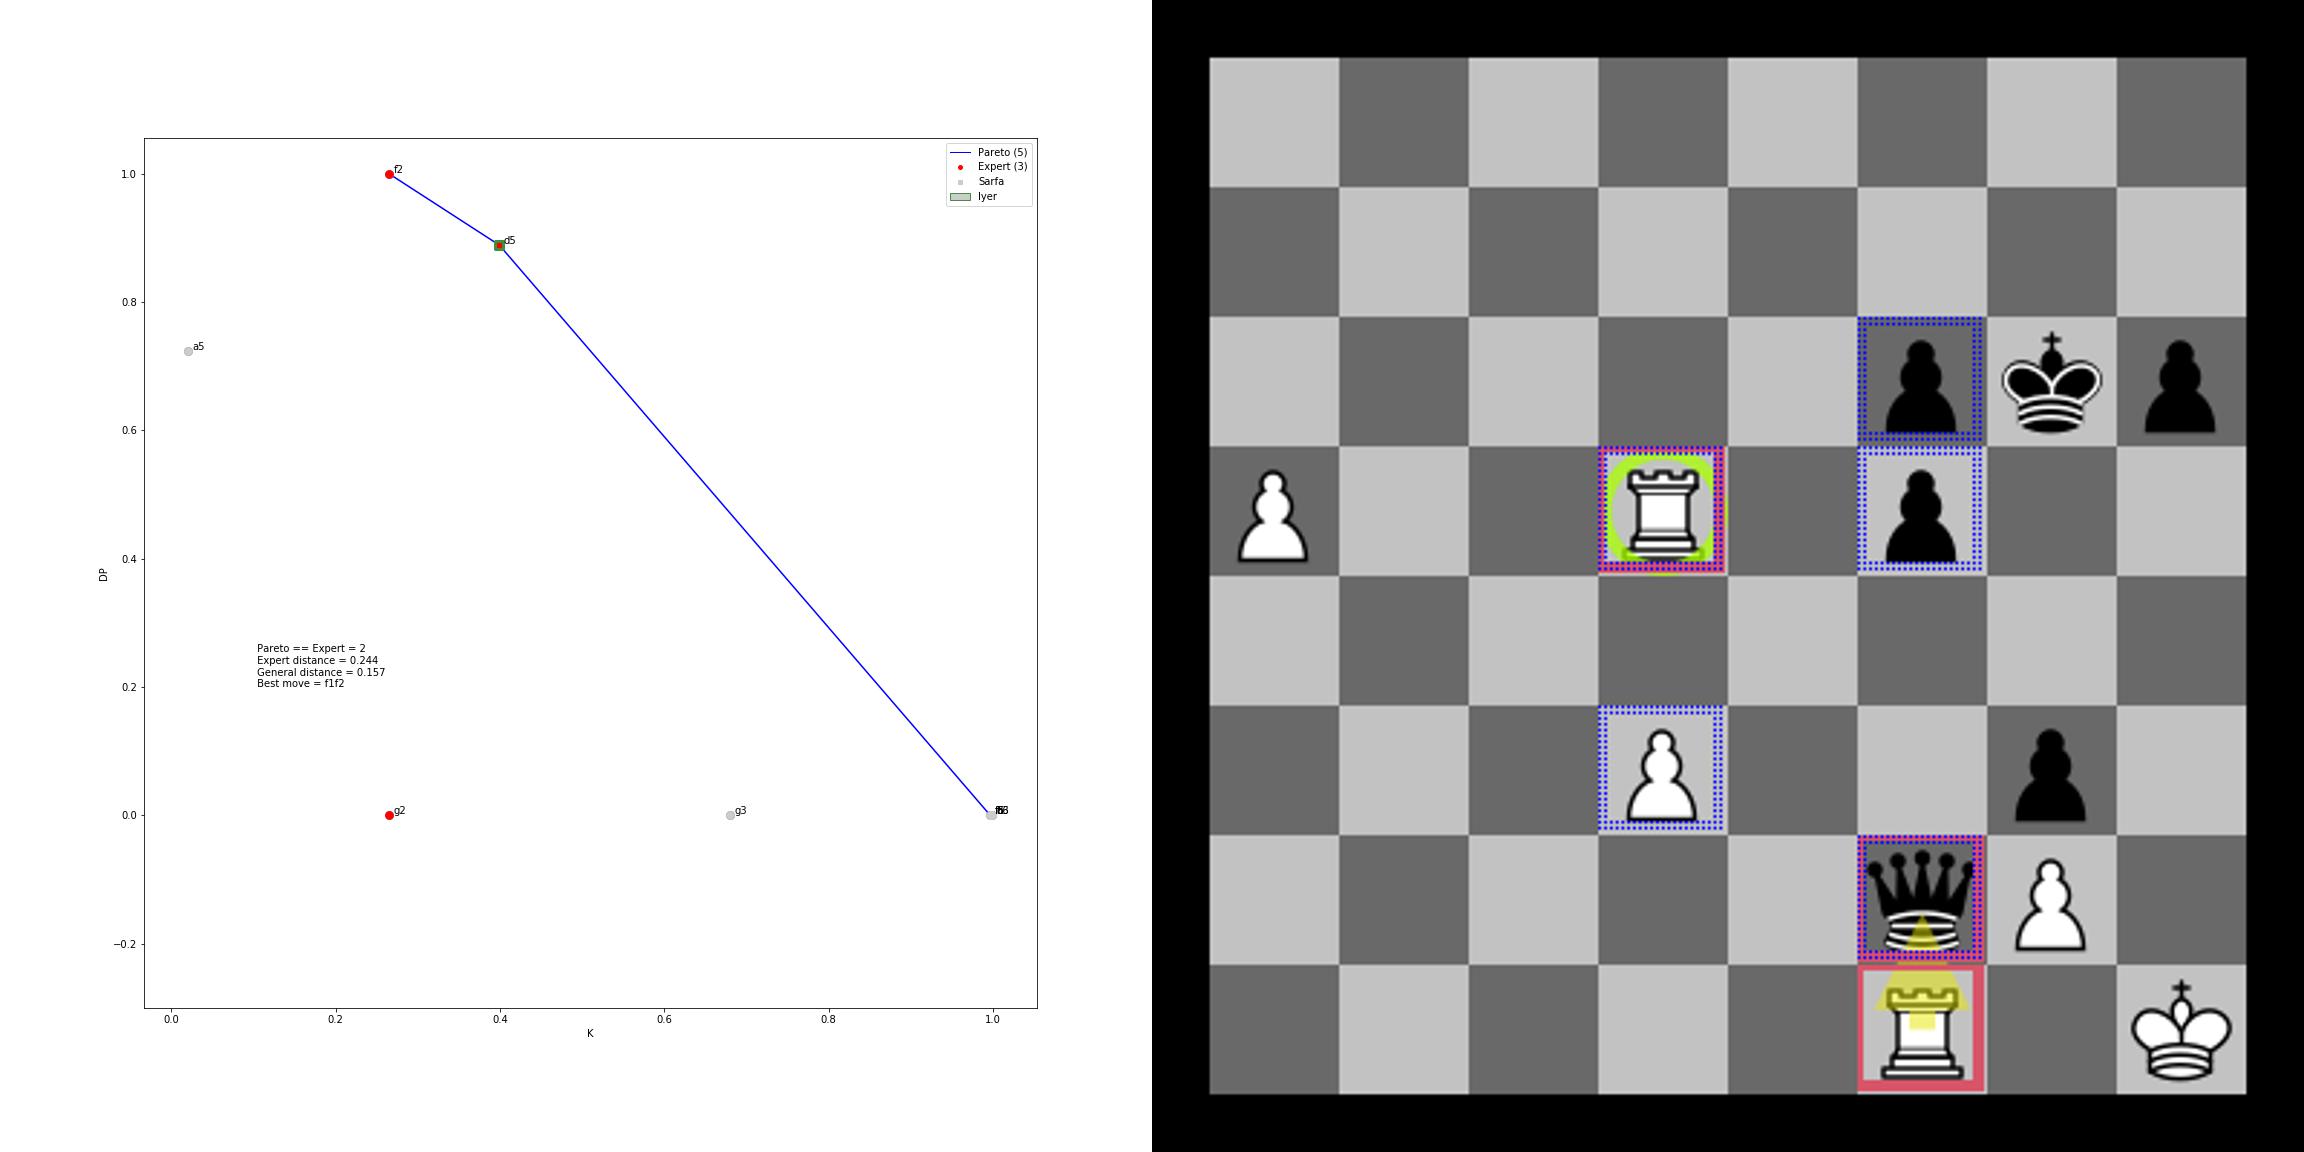 Pareto (5)
Expert (3)
Sarfa
Iyer
1.0
0.8
0.6
0.4
0.2
0.0
−0.2
DP
f2
d5
a5
Pareto == Expert = 2
Expert distance = 0.244
General distance = 0.157
Best move = f1f2
g2
g3
0.0
0.2
0.4
0.6
0.8
1.0
K